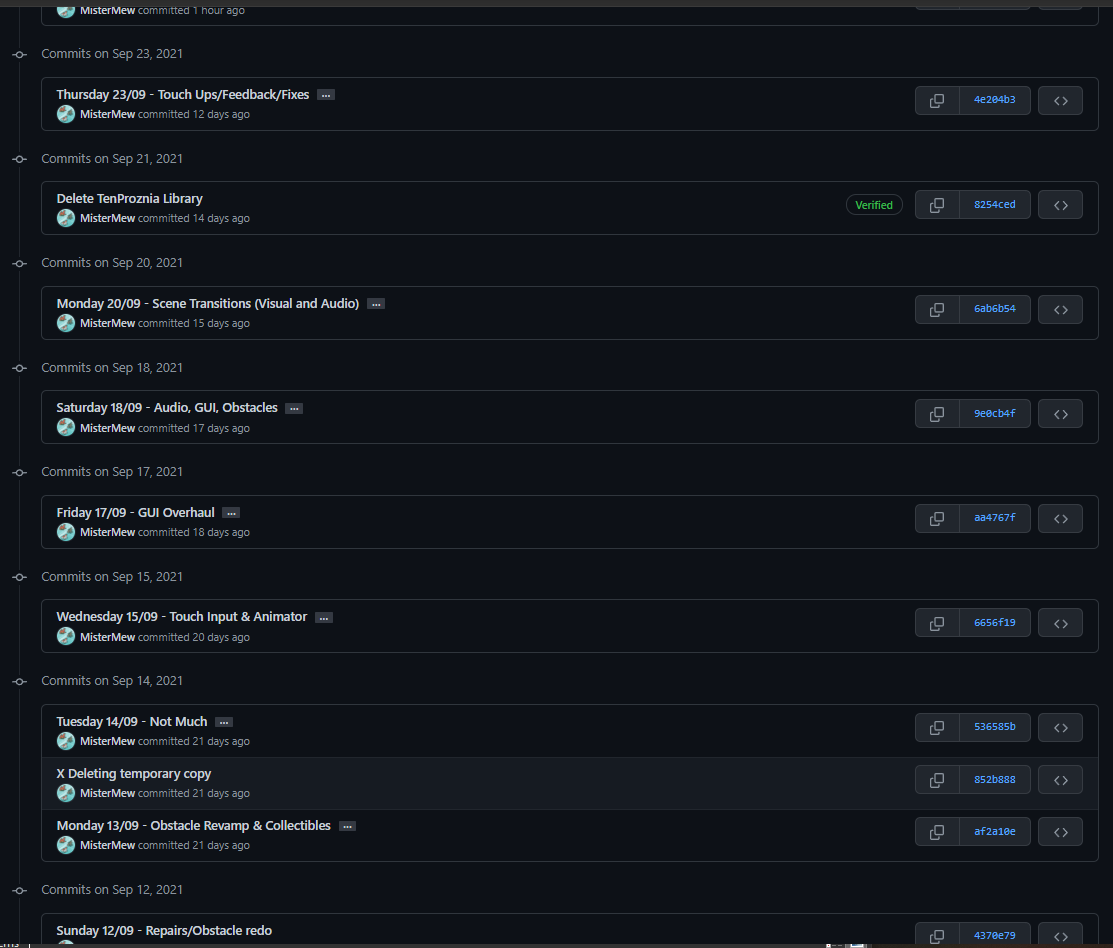 MisterMew committed 1 hour ago
Commits on Sep 23, 2021
Thursday 23/09 - Touch Ups/Feedback/Fixes ...
MisterMew committed 12 days ago
4e204b3
Commits on Sep 21, 2021
Delete TenProznia Library
MisterMew committed 14 days ago
Verified
8254ced
Commits on Sep 20, 2021
Monday 20/09 - Scene Transitions (Visual and Audio) ...
MisterMew committed 15 days ago
6ab6b54
Commits on Sep 18, 2021
Saturday 18/09 - Audio, GUI, Obstacles ...
MisterMew committed 17 days ago
9e0cb4f
Commits on Sep 17, 2021
Friday 17/09 - GUI Overhaul ...
MisterMew committed 18 days ago
aa4767f
Commits on Sep 15, 2021
Wednesday 15/09 - Touch Input & Animator ...
MisterMew committed 20 days ago
6656f19
Commits on Sep 14, 2021
Tuesday 14/09 - Not Much ...
MisterMew committed 21 days ago
536585b
X Deleting temporary copy
MisterMew committed 21 days ago
852b888
Monday 13/09 - Obstacle Revamp & Collectibles ...
MisterMew committed 21 days ago
af2a10e
Commits on Sep 12, 2021
Sunday 12/09 - Repairs/Obstacle redo
4370e79